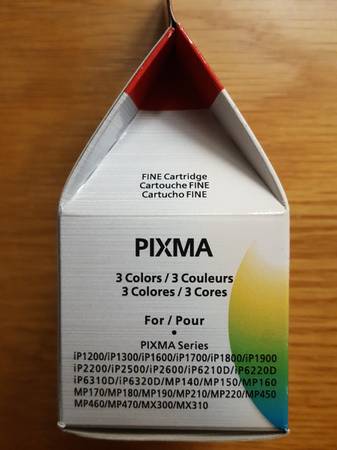 FINE Cartridge
Cartouche FINE
Cartucho FINE
PIXMA
3 Colors / 3 Couleurs
3 Colores / 3 Cores
For / Pour
•
PIXMA Series
iP1200/iP1300/iP1600/iP1700/iP1800/iP1900
iP2200/iP2500/iP2600/iP6210D/iP6220D
iP6310D/iP6320D/MP140/MP150/MP160
MP170/MP180/MP190/MP210/MP220/MP450
MP460/MP470/MX300/MX310